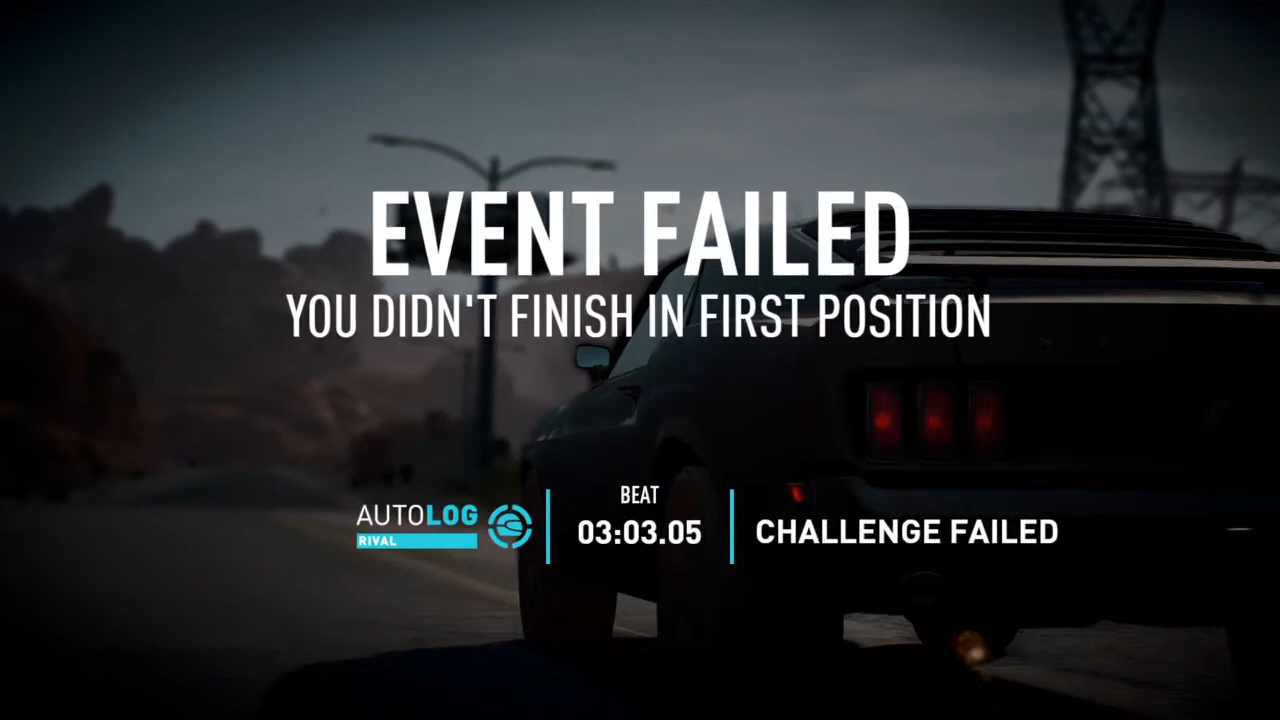 EVENT FAILED
YOU DIDN'T FINISH IN FIRST POSITION
AUTOLOG
RIVAL
BEAT
03:03.05
CHALLENGE FAILED